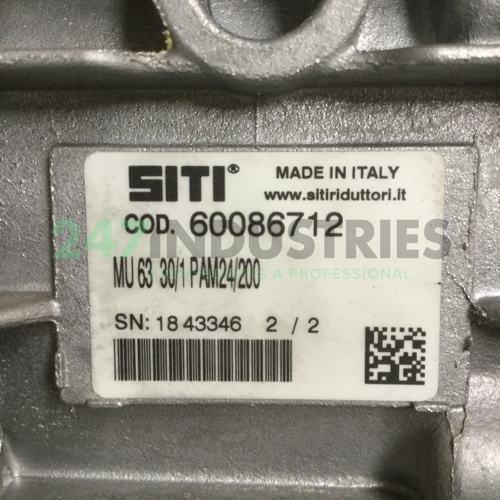 SITI® MADE IN ITALY
www.sitiriduttori.it
COD. 60086712
247INDUSTRIES
MU 63 30/1 PAM24/200
SN: 18 43346 2 / 2